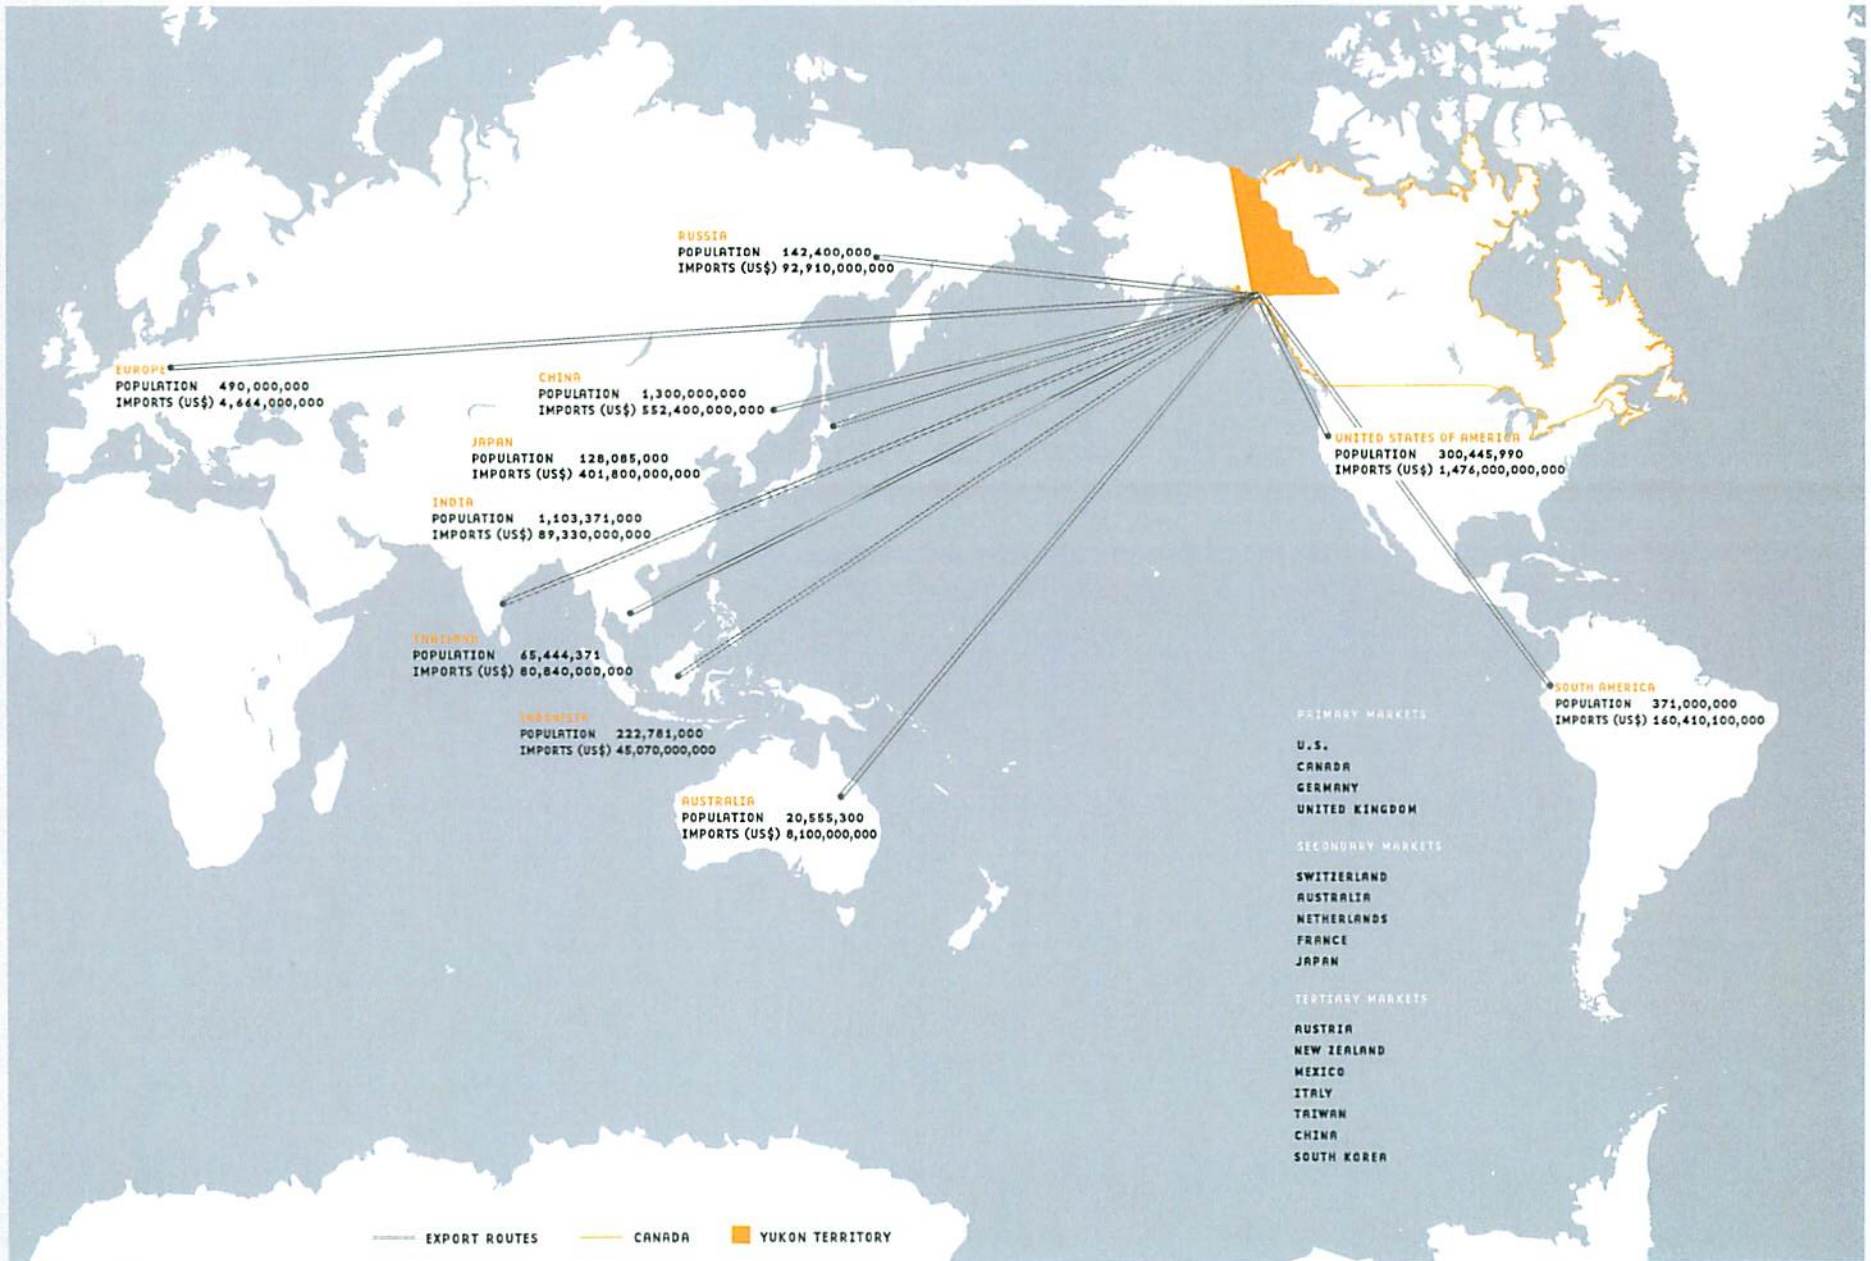 RUSSIA
POPULATION 142,400,000
IMPORTS (US$) 92,910,000,000
EUROPE
POPULATION 490,000,000
IMPORTS (US$) 4,664,000,000
CHINA
POPULATION 1,300,000,000
IMPORTS (US$) 552,400,000,000
JAPAN
POPULATION 128,085,000
IMPORTS (US$) 401,800,000,000
INDIA
POPULATION 1,103,371,000
IMPORTS (US$) 89,330,000,000
THAILAND
POPULATION 65,444,371
IMPORTS (US$) 80,840,000,000
INDONESIA
POPULATION 222,781,000
IMPORTS (US$) 45,070,000,000
AUSTRALIA
POPULATION 20,555,300
IMPORTS (US$) 8,100,000,000
UNITED STATES OF AMERICA
POPULATION 300,445,990
IMPORTS (US$) 1,476,000,000,000
SOUTH AMERICA
POPULATION 371,000,000
IMPORTS (US$) 160,410,100,000
PRIMARY MARKETS
U.S.
CANADA
GERMANY
UNITED KINGDOM
SECONDARY MARKETS
SWITZERLAND
AUSTRALIA
NETHERLANDS
FRANCE
JAPAN
TERTIARY MARKETS
AUSTRIA
NEW ZEALAND
MEXICO
ITALY
TAIWAN
CHINA
SOUTH KOREA
EXPORT ROUTES
CANADA
YUKON TERRITORY